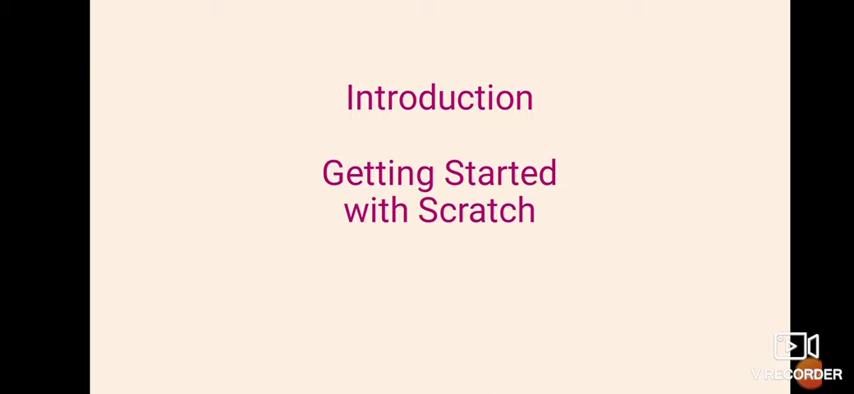 Introduction
Getting Started
with Scratch
V RECORDER